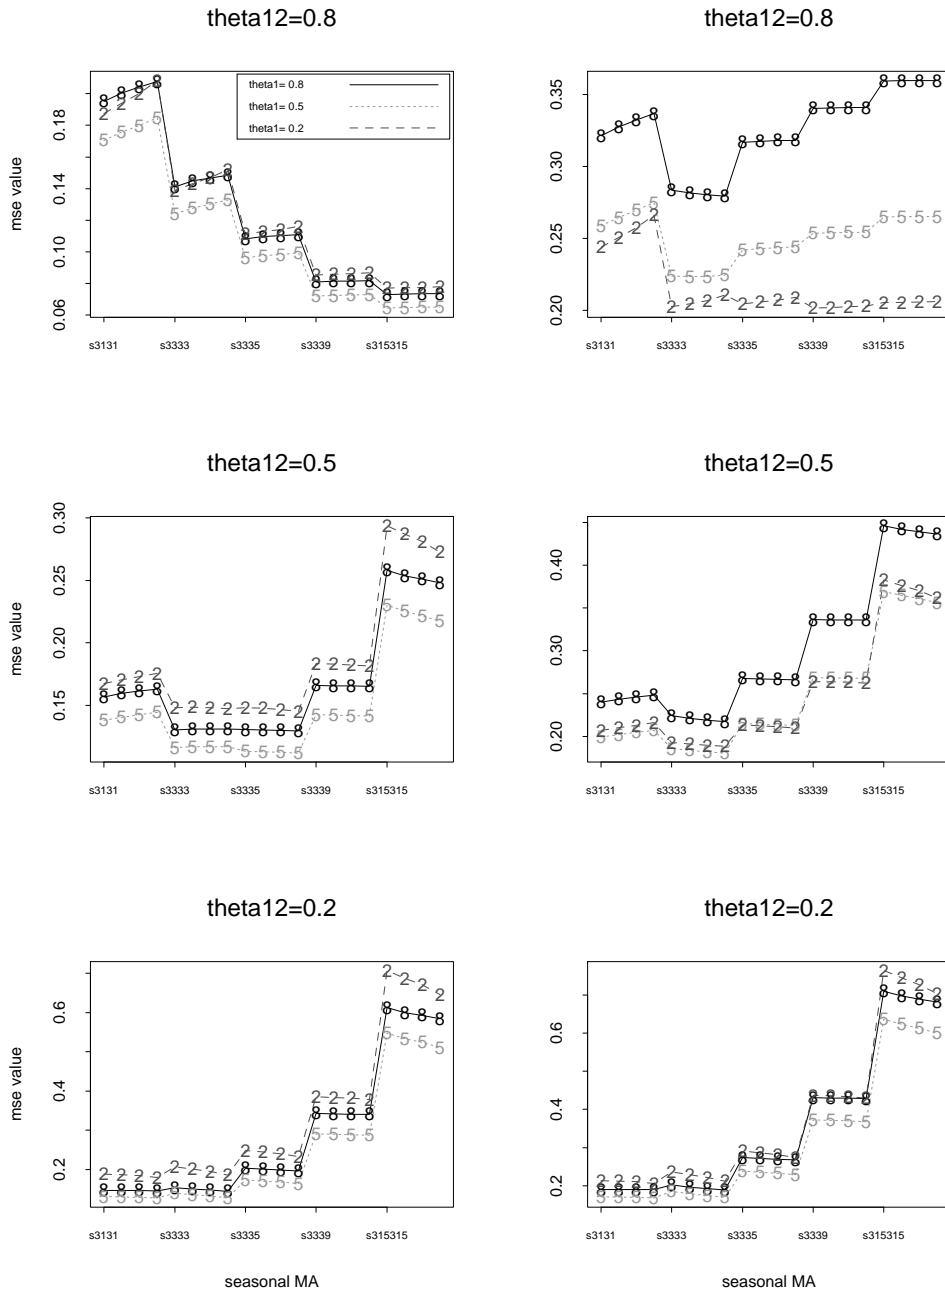 theta12=0.8
theta12=0.8
mse value
0.06 0.10 0.14 0.18
theta1= 0.8
theta1= 0.5
theta1= 0.2
s3131 s3333 s3335 s3339 s315315
0.20 0.25 0.30 0.35
s3131 s3333 s3335 s3339 s315315
theta12=0.5
theta12=0.5
mse value
0.15 0.20 0.25 0.30
s3131 s3333 s3335 s3339 s315315
0.20 0.30 0.40
s3131 s3333 s3335 s3339 s315315
theta12=0.2
theta12=0.2
mse value
0.2 0.4 0.6
s3131 s3333 s3335 s3339 s315315
seasonal MA
0.2 0.4 0.6
s3131 s3333 s3335 s3339 s315315
seasonal MA